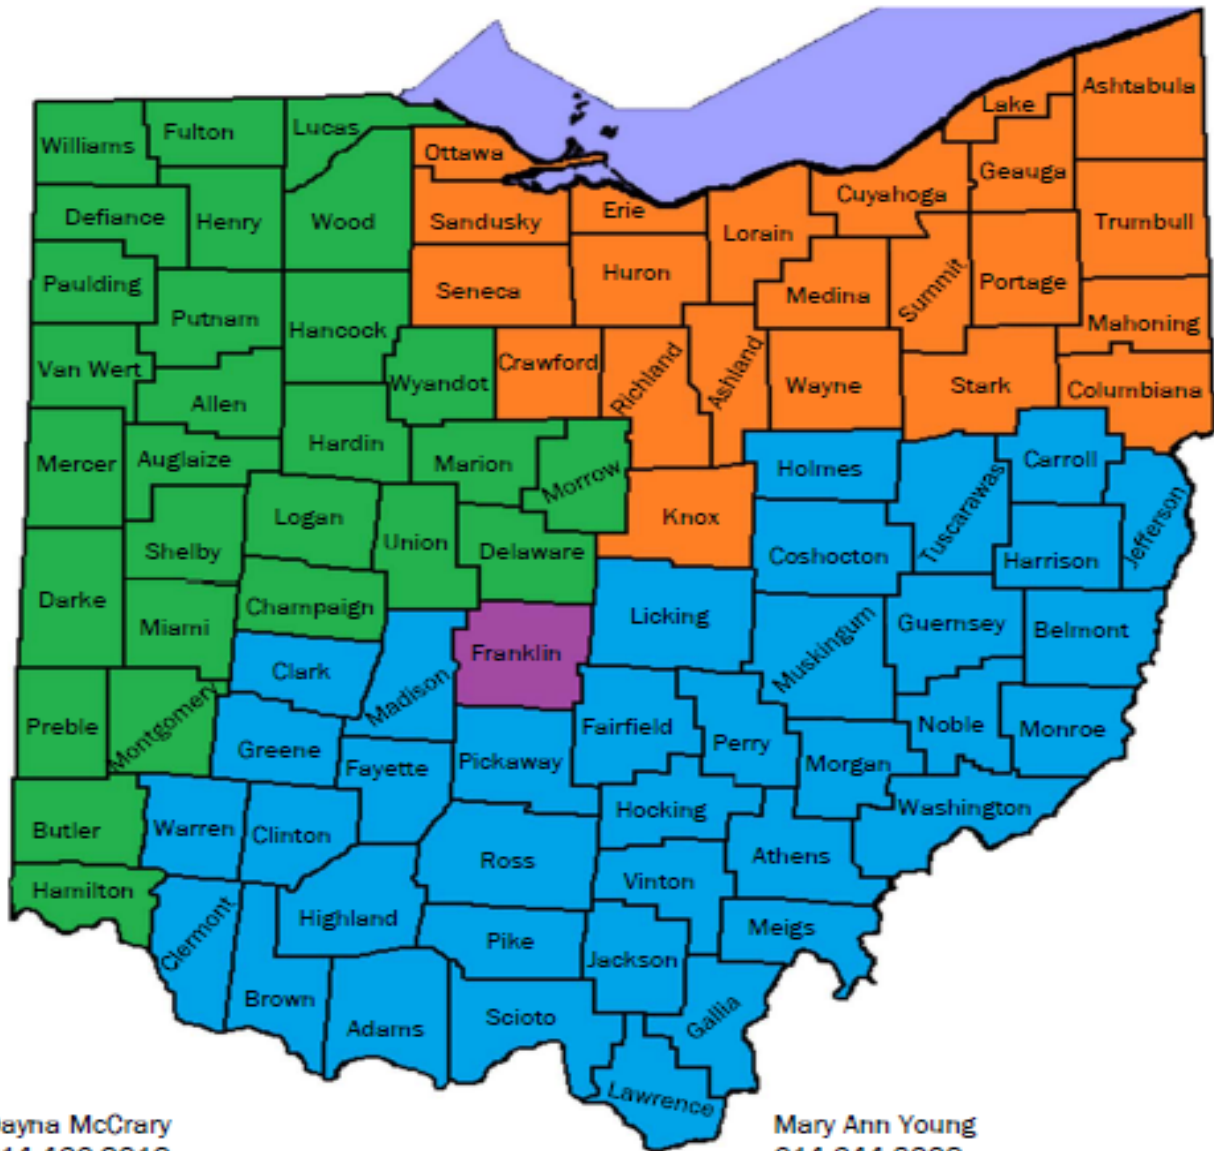 Ashtabula
Lake
Williams
Fulton
Lucas
Ottawa
Geauga
Cuyahoga
Defiance
Henry
Wood
Sandusky
Erie
Lorain
Trumbull
Paulding
Seneca
Huron
Medina
Summit
Portage
Putnam
Hancock
Mahoning
Van Wert
Wyandot
Crawford
Richland
Ashland
Wayne
Stark
Columbiana
Allen
Mercer
Auglaize
Hardin
Marion
Morrow
Holmes
Tuscarawas
Carroll
Jefferson
Logan
Union
Knox
Shelby
Delaware
Coshocton
Harrison
Darke
Miami
Champaign
Licking
Muskingum
Guernsey
Belmont
Franklin
Clark
Madison
Preble
Montgomery
Greene
Fayette
Pickaway
Fairfield
Perry
Morgan
Noble
Monroe
Butler
Warren
Clinton
Hocking
Washington
Ross
Athens
Hamilton
Vinton
Clermont
Highland
Pike
Jackson
Meigs
Brown
Adams
Scioto
Gallia
Lawrence
ayna McCrary
Mary Ann Young